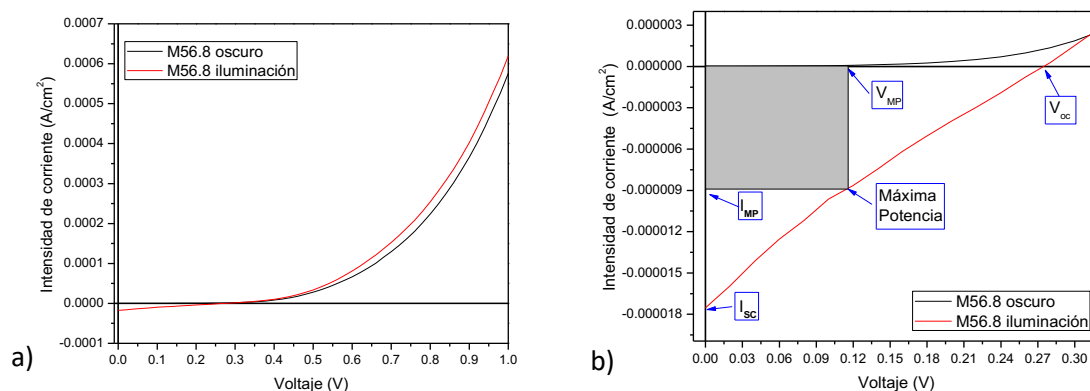 0.0007
0.0006
0.0005
0.0004
0.0003
0.0002
0.0001
0.0000
-0.0001
Intensidad de corriente (A/cm²)
M56.8 oscuro
M56.8 iluminación
0.0 0.1 0.2 0.3 0.4 0.5 0.6 0.7 0.8 0.9 1.0
Voltaje (V)
a)
0.000003
0.000000
-0.000003
-0.000006
-0.000009
-0.000012
-0.000015
-0.000018
Intensidad de corriente (A/cm²)
V_MP
V_oc
I_MP
Máxima
Potencia
I_SC
M56.8 oscuro
M56.8 iluminación
0.00 0.03 0.06 0.09 0.12 0.15 0.18 0.21 0.24 0.27 0.30
Voltaje (V)
b)